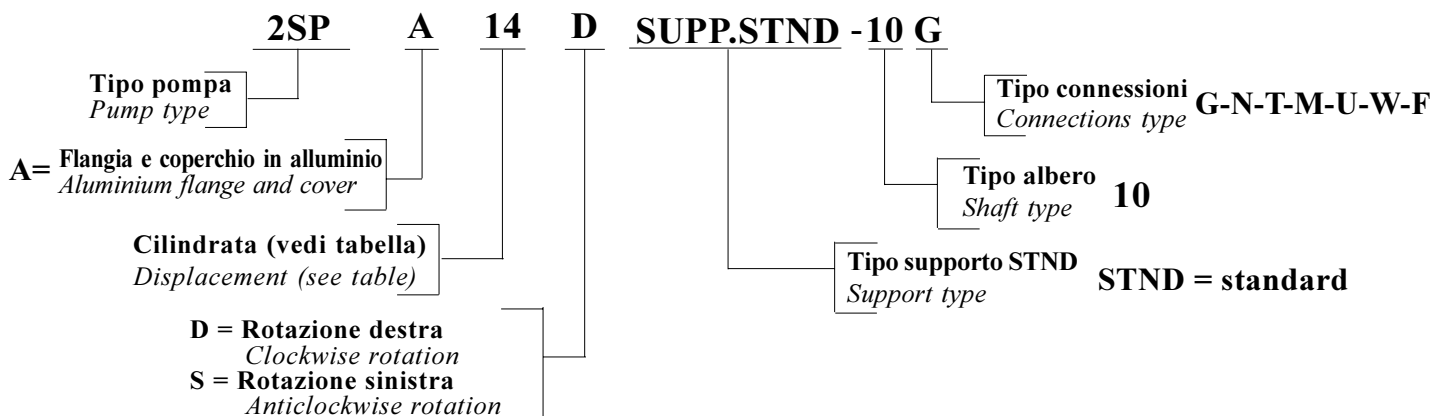 2SP A 14 D SUPP.STND -10 G
Tipo pompa
Pump type
Tipo connessioni
Connections type
G-N-T-M-U-W-F
A= Flangia e coperchio in alluminio
Aluminium flange and cover
Tipo albero
Shaft type
10
Cilindrata (vedi tabella)
Displacement (see table)
Tipo supporto STND
Support type
STND = standard
D = Rotazione destra
Clockwise rotation
S = Rotazione sinistra
Anticlockwise rotation